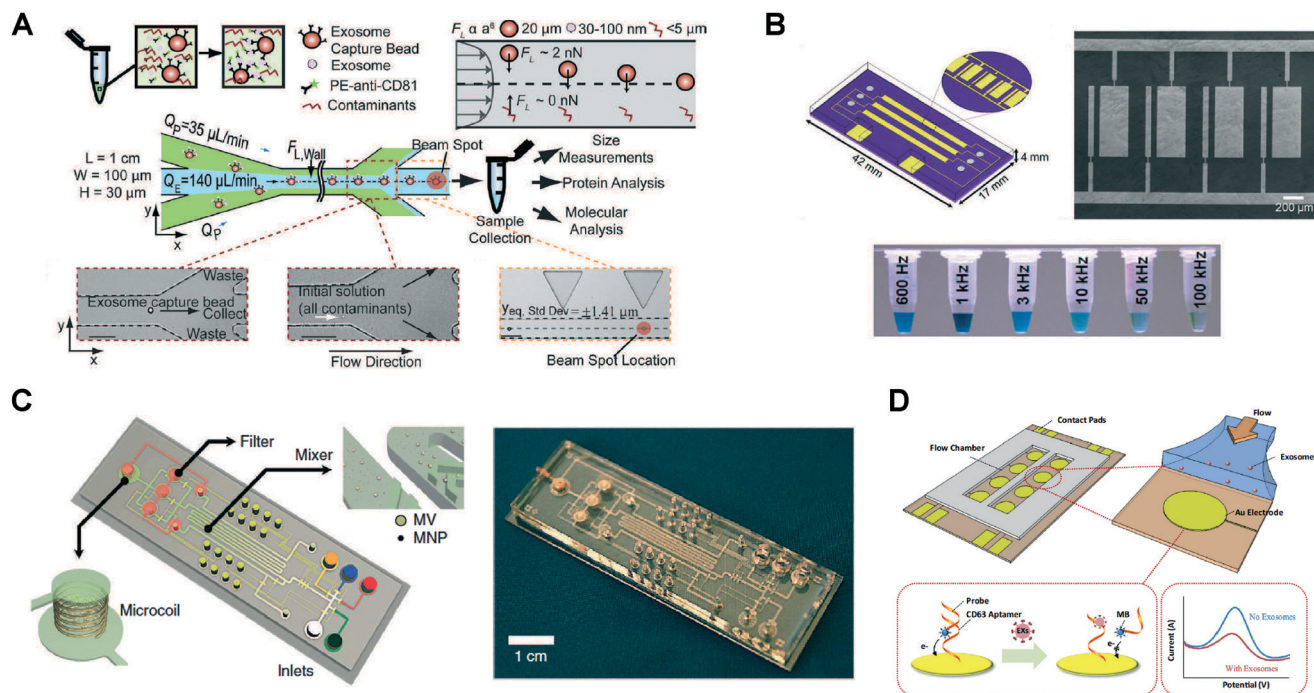 A
Exosome
Capture Bead
Exosome
PE-anti-CD81
Contaminants
F_L α a⁶ 20 µm 30-100 nm <5 µm
F_L ~ 2 nN
F_L ~ 0 nN
Q_P=35 µL/min
F_L,Wall
Beam Spot
L = 1 cm
W = 100 µm
H = 30 µm
Q_E=140 µL/min
Q_P
y
x
Size
Measurements
Protein Analysis
Molecular
Analysis
Sample
Collection
Waste
Exosome capture bead
Collect
Waste
Initial solution
(all contaminants)
y_eq. Std Dev = ±1.41 µm
y
x
Flow Direction
Beam Spot Location
B
42 mm
17 mm
4 mm
200 µm
600 Hz
1 kHz
3 kHz
10 kHz
50 kHz
100 kHz
C
Filter
Mixer
MV
MNP
Microcoil
Inlets
1 cm
D
Contact Pads
Flow Chamber
Flow
Exosomes
Au Electrode
Probe
CD63 Aptamer
e-
EXs
MB
e-
Current (A)
No Exosomes
With Exosomes
Potential (V)